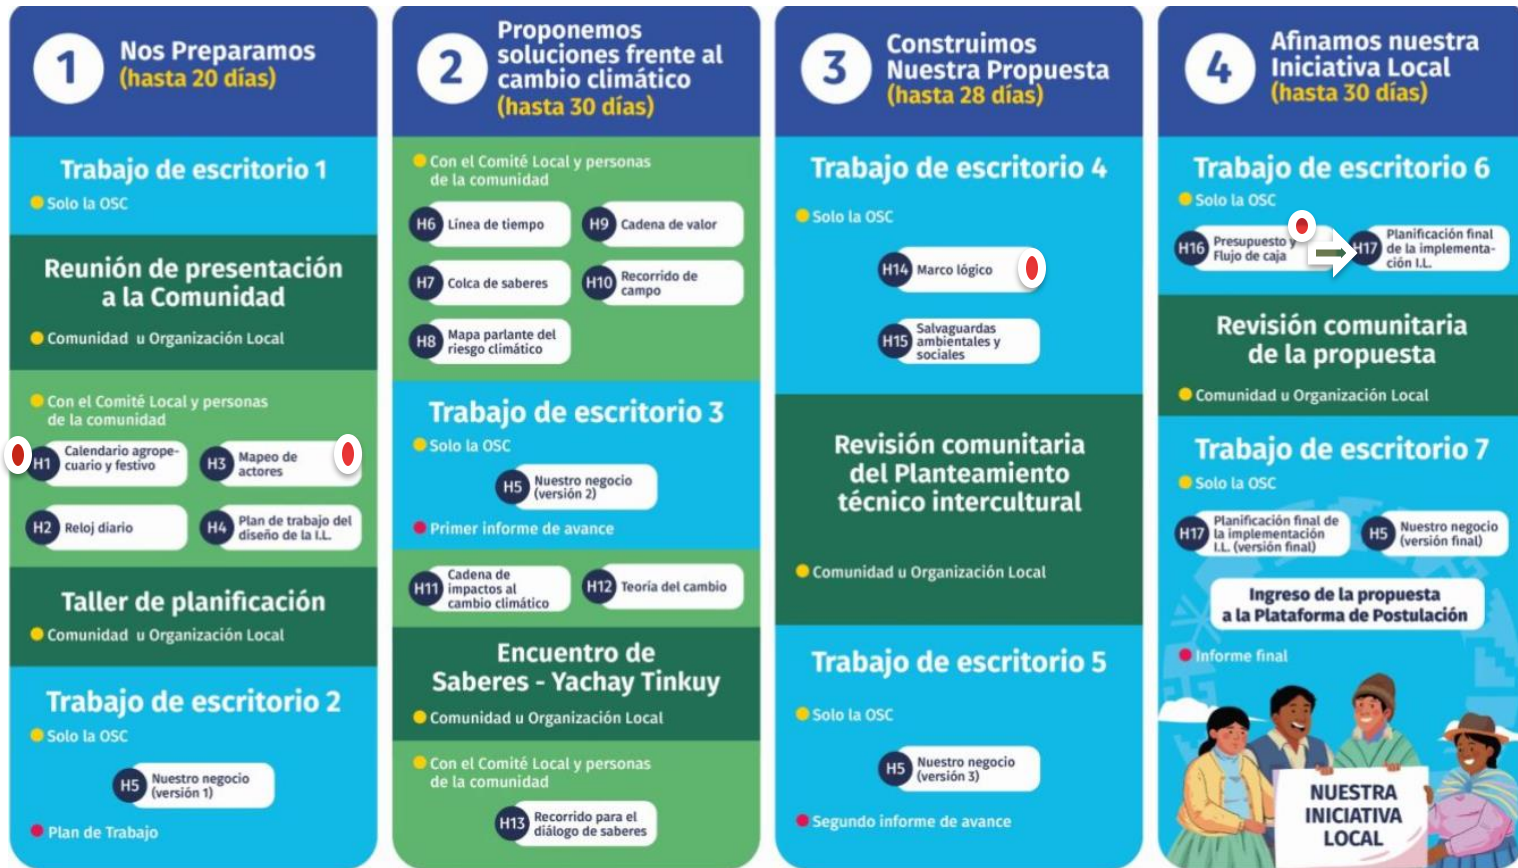 1
Nos Preparamos
(hasta 20 días)
Trabajo de escritorio 1
Solo la OSC
Reunión de presentación
a la Comunidad
Comunidad u Organización Local
Con el Comité Local y personas
de la comunidad
H1 Calendario agrope-
cuario y festivo
H3 Mapeo de
actores
H2 Reloj diario
H4 Plan de trabajo del
diseño de la I.L.
Taller de planificación
Comunidad u Organización Local
Trabajo de escritorio 2
Solo la OSC
H5 Nuestro negocio
(versión 1)
Plan de Trabajo
2
Proponemos
soluciones frente al
cambio climático
(hasta 30 días)
Con el Comité Local y personas
de la comunidad
H6 Línea de tiempo
H9 Cadena de valor
H7 Colca de saberes
H10 Recorrido de
campo
H8 Mapa parlante del
riesgo climático
Trabajo de escritorio 3
Solo la OSC
H5 Nuestro negocio
(versión 2)
Primer informe de avance
H11 Cadena de
impactos al
cambio climático
H12 Teoría del cambio
Encuentro de
Saberes - Yachay Tinkuy
Comunidad u Organización Local
Con el Comité Local y personas
de la comunidad
H13 Recorrido para el
diálogo de saberes
3
Construimos
Nuestra Propuesta
(hasta 28 días)
Trabajo de escritorio 4
Solo la OSC
H14 Marco lógico
H15 Salvaguardas
ambientales y
sociales
Revisión comunitaria
del Planteamiento
técnico intercultural
Comunidad u Organización Local
Trabajo de escritorio 5
Solo la OSC
H5 Nuestro negocio
(versión 3)
Segundo informe de avance
4
Afinamos nuestra
Iniciativa Local
(hasta 30 días)
Trabajo de escritorio 6
Solo la OSC
H16 Presupuesto y
Flujo de caja
H17 Planificación final
de la implementa-
ción I.L.
Revisión comunitaria
de la propuesta
Comunidad u Organización Local
Trabajo de escritorio 7
Solo la OSC
H17 Planificación final de
la implementación
I.L. (versión final)
H5 Nuestro negocio
(versión final)
Ingreso de la propuesta
a la Plataforma de Postulación
Informe final
NUESTRA
INICIATIVA
LOCAL